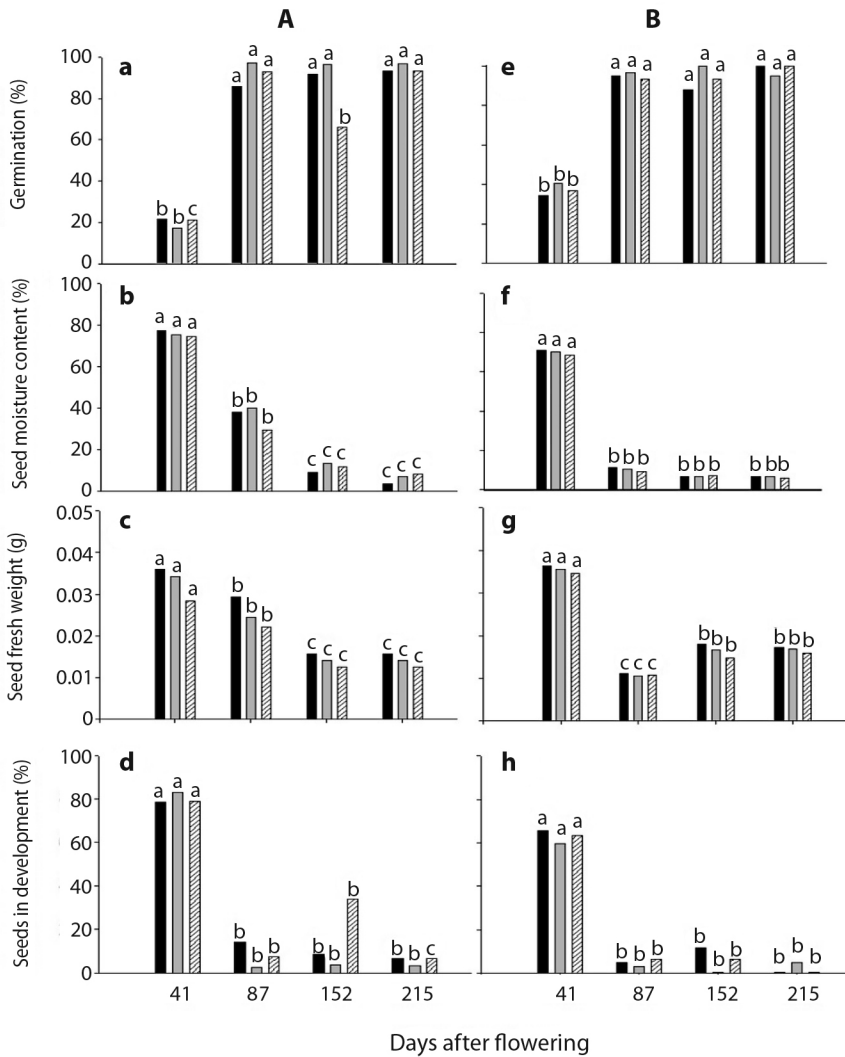 A
B
a
Germination (%)
100
80
60
40
20
0
b b c
a a a
a a b
a a a
e
b b b
a a a
a a a
a a a
b
Seed moisture content (%)
100
80
60
40
20
0
a a a
b b b
c c c
c c c
f
a a a
b b b
b b b
b b b
c
Seed fresh weight (g)
0.05
0.04
0.03
0.02
0.01
0
a a a
b b b
c c c
c c c
g
a a a
c c c
b b b
b b b
d
Seeds in development (%)
100
80
60
40
20
0
a a a
b b b
b b b
b b c
h
a a a
b b b
b b b
b b b
41 87 152 215
41 87 152 215
Days after flowering